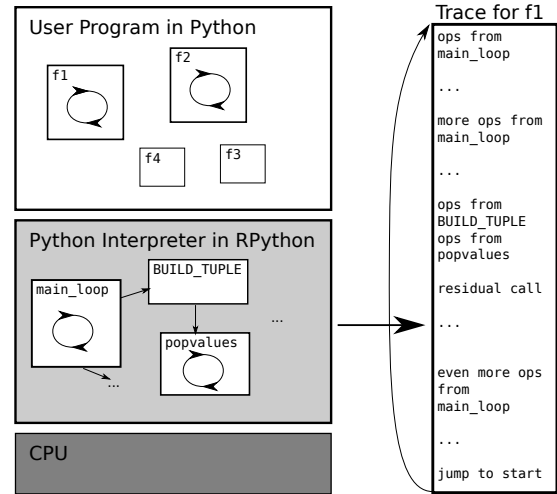 User Program in Python
f1
f2
f4
f3
Python Interpreter in RPython
main_loop
BUILD_TUPLE
popvalues
...
...
CPU
Trace for f1
ops from
main_loop
...
more ops from
main_loop
...
ops from
BUILD_TUPLE
ops from
popvalues
residual call
...
even more ops
from
main_loop
...
jump to start